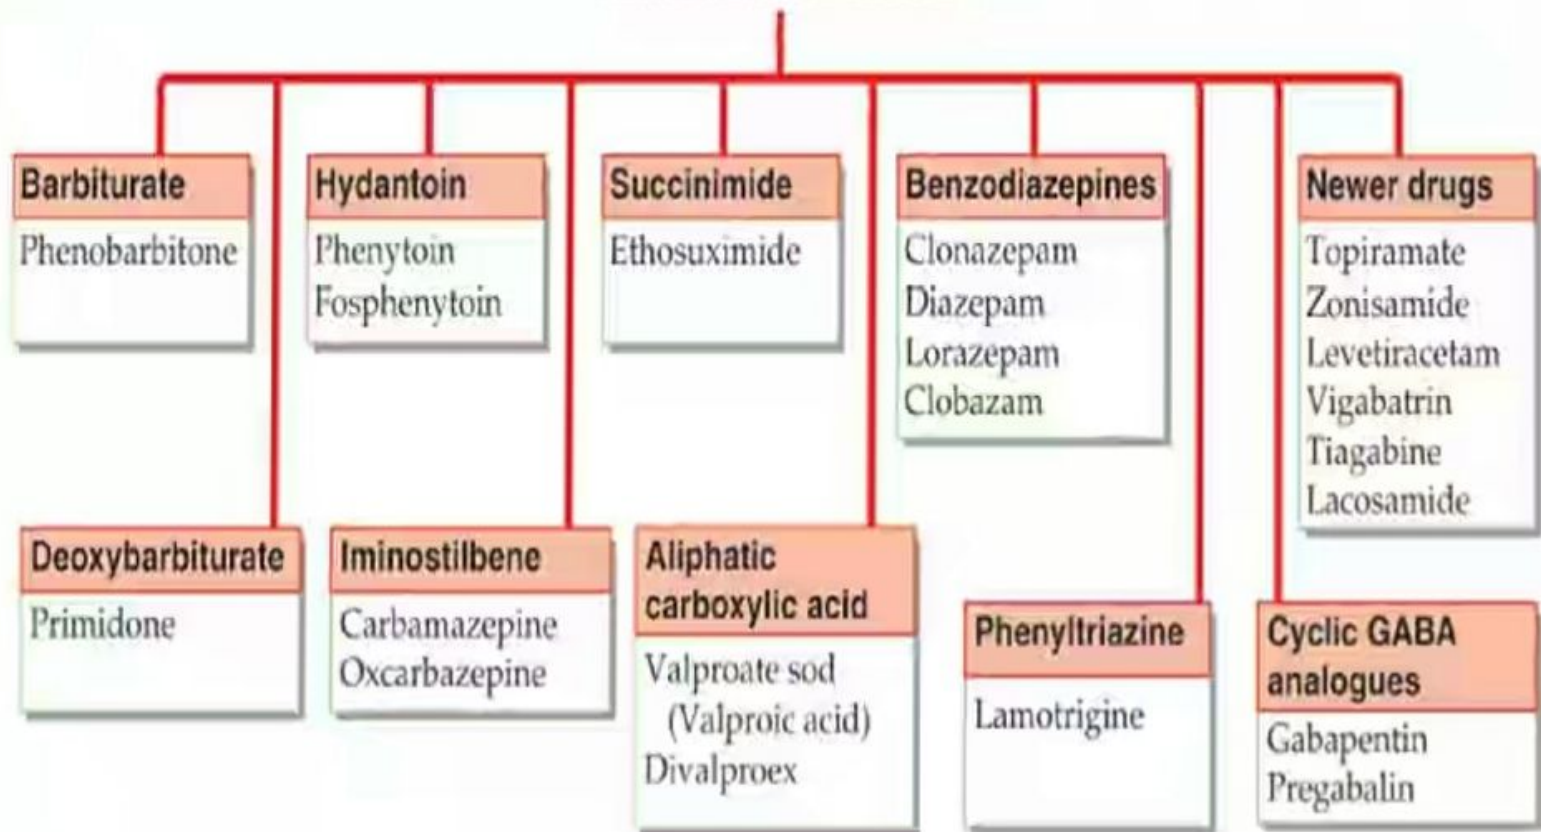 Barbiturate
Phenobarbitone
Hydantoin
Phenytoin
Fosphenytoin
Succinimide
Ethosuximide
Benzodiazepines
Clonazepam
Diazepam
Lorazepam
Clobazam
Newer drugs
Topiramate
Zonisamide
Levetiracetam
Vigabatrin
Tiagabine
Lacosamide
Deoxybarbiturate
Primidone
Iminostilbene
Carbamazepine
Oxcarbazepine
Aliphatic
carboxylic acid
Valproate sod
(Valproic acid)
Divalproex
Phenyltriazine
Lamotrigine
Cyclic GABA
analogues
Gabapentin
Pregabalin